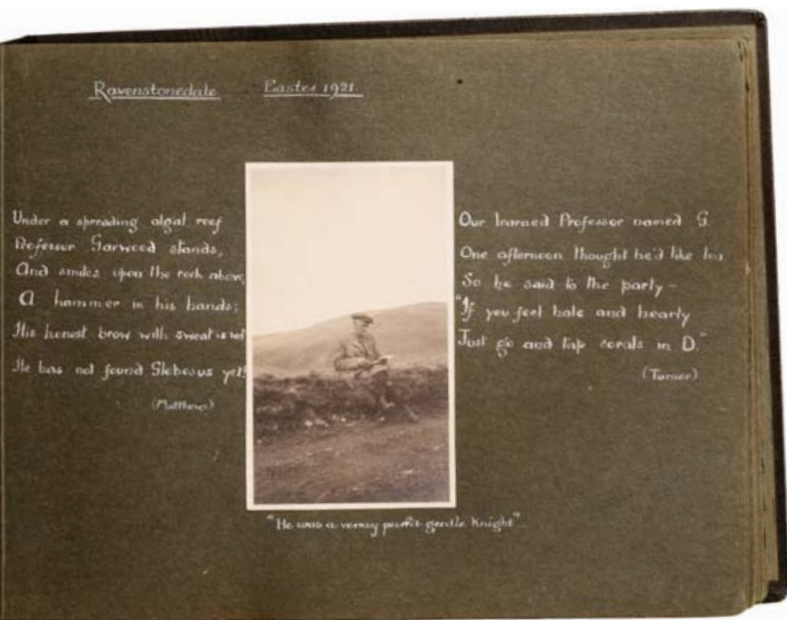 Ravenstonedale Easter 1921
Under a spreading algal reef
Professor Garwood stands,
And smiles upon the rock above,
A hammer in his hands;
His honest brow with sweat is wet
He has not found Glebosus yet!
(Matthews)
Our learned Professor named G.
One afternoon thought he'd like tea
So he said to the party –
"If you feel hale and hearty
Just go and tap corals in D."
(Turner)
"He was a verray parfit gentle Knight".